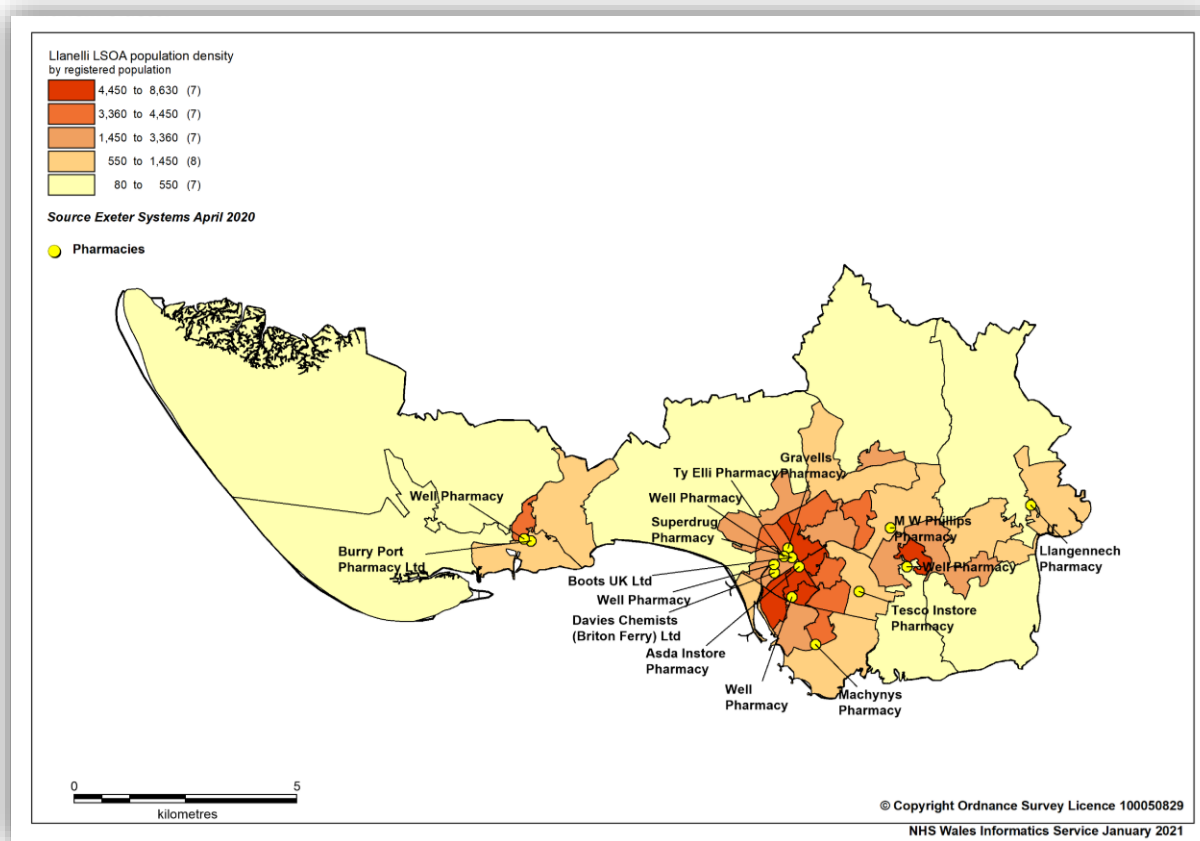 Llanelli LSOA population density
by registered population
4,450 to 8,630 (7)
3,360 to 4,450 (7)
1,450 to 3,360 (7)
550 to 1,450 (8)
80 to 550 (7)
Source Exeter Systems April 2020
Pharmacies
Gravells
Pharmacy
Ty Elli Pharmacy
Well Pharmacy
Well Pharmacy
Superdrug
Pharmacy
M W Phillips
Pharmacy
Burry Port
Pharmacy Ltd
Llangennech
Pharmacy
Well Pharmacy
Boots UK Ltd
Well Pharmacy
Tesco Instore
Pharmacy
Davies Chemists
(Briton Ferry) Ltd
Asda Instore
Pharmacy
Well
Pharmacy
Machynys
Pharmacy
0 5
kilometres
© Copyright Ordnance Survey Licence 100050829
NHS Wales Informatics Service January 2021